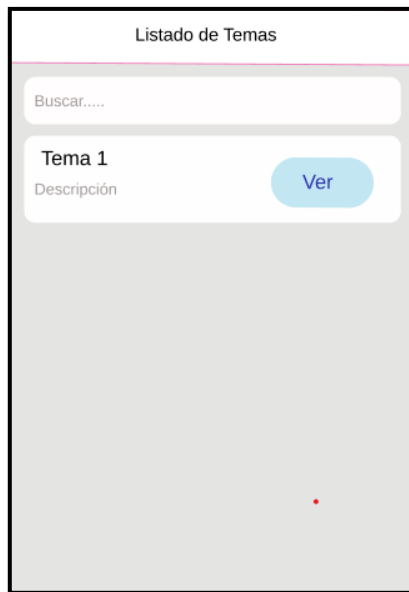 Listado de Temas
Buscar.....
Tema 1
Descripción
Ver